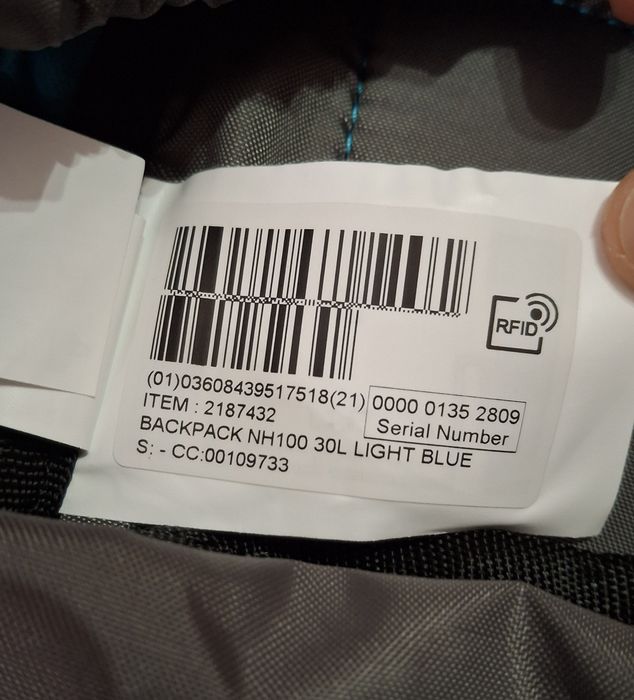 RFID
(01)03608439517518(21) 0000 0135 2809
Serial Number
ITEM : 2187432
BACKPACK NH100 30L LIGHT BLUE
S: - CC:00109733